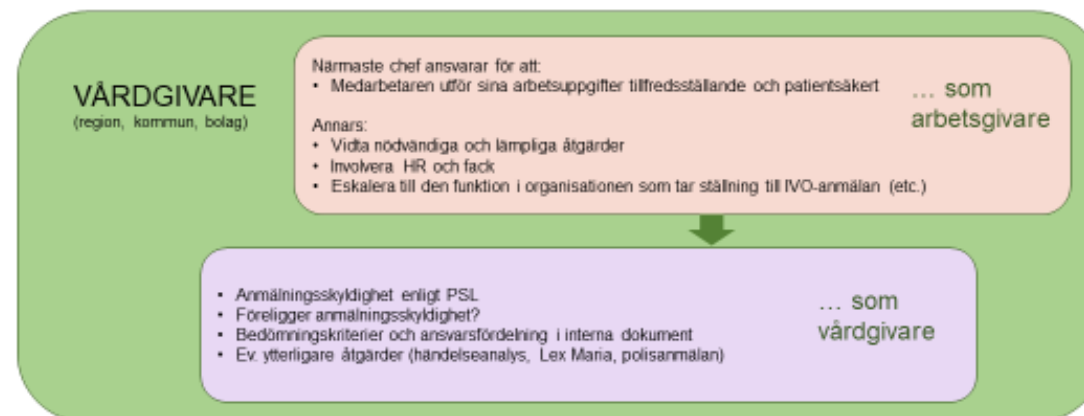 VÅRDGIVARE
(region, kommun, bolag)
Närmaste chef ansvarar för att:
• Medarbetaren utför sina arbetsuppgifter tillfredsställande och patientsäkert
Annars:
• Vidta nödvändiga och lämpliga åtgärder
• Involvera HR och fack
• Eskalera till den funktion i organisationen som tar ställning till IVO-anmälan (etc.)
... som
arbetsgivare
• Anmälningsskyldighet enligt PSL
• Föreligger anmälningsskyldighet?
• Bedömningskriterier och ansvarsfördelning i interna dokument
• Ev. ytterligare åtgärder (händelseanalys, Lex Maria, polisanmälan)
... som
vårdgivare